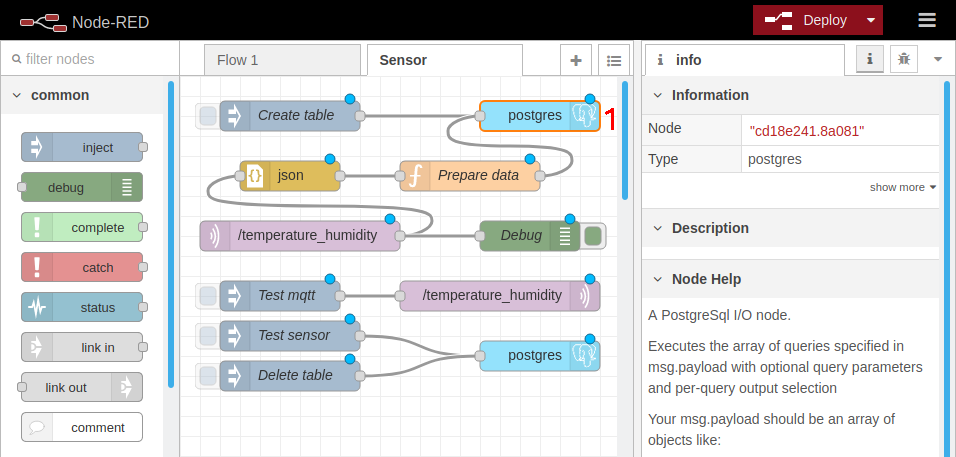 Node-RED
Deploy
filter nodes
Flow 1
Sensor
i
i
info
common
Information
Create table
postgres
1
Node
"cd18e241.8a081"
inject
Type
postgres
json
Prepare data
debug
show more
complete
/temperature_humidity
Debug
Description
catch
Node Help
Test mqtt
/temperature_humidity
status
A PostgreSql I/O node.
Test sensor
link in
Executes the array of queries specified in
msg.payload with optional query parameters
and per-query output selection
postgres
Delete table
link out
Your msg.payload should be an array of
objects like:
comment